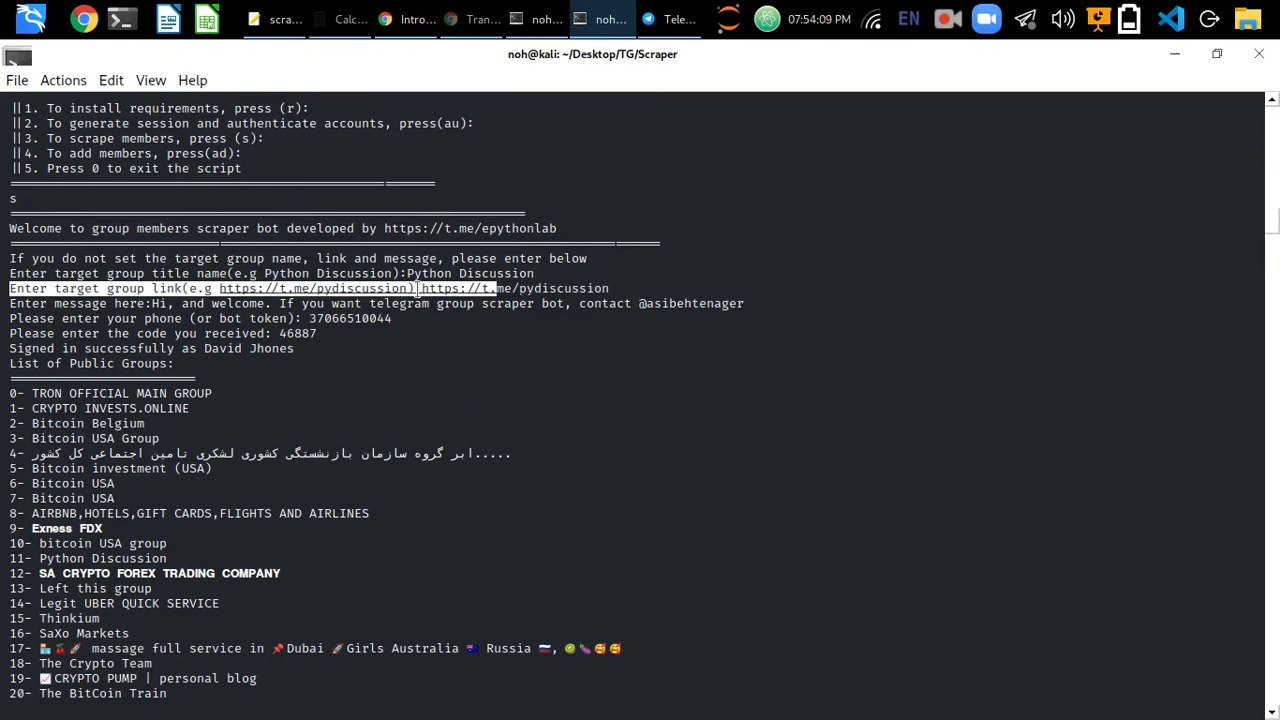 scra...
Calc...
Intro...
Tran...
noh...
noh...
Tele...
07:54:09 PM
EN
noh@kali: ~/Desktop/TG/Scraper
File Actions Edit View Help
||1. To install requirements, press (r):
||2. To generate session and authenticate accounts, press(au):
||3. To scrape members, press (s):
||4. To add members, press(ad):
||5. Press 0 to exit the script
s
Welcome to group members scraper bot developed by https://t.me/epythonlab
If you do not set the target group name, link and message, please enter below
Enter target group title name(e.g Python Discussion):Python Discussion
Enter target group link(e.g https://t.me/pydiscussion):https://t.me/pydiscussion
Enter message here:Hi, and welcome. If you want telegram group scraper bot, contact @asibehtenager
Please enter your phone (or bot token): 37066510044
Please enter the code you received: 46887
Signed in successfully as David Jhones
List of Public Groups:
0- TRON OFFICIAL MAIN GROUP
1- CRYPTO INVESTS.ONLINE
2- Bitcoin Belgium
3- Bitcoin USA Group
4- ابر گروه سازمان بازنشستگی کشوری لشکری تامین اجتماعی کل کشور.....
5- Bitcoin investment (USA)
6- Bitcoin USA
7- Bitcoin USA
8- AIRBNB,HOTELS,GIFT CARDS,FLIGHTS AND AIRLINES
9- Exness FDX
10- bitcoin USA group
11- Python Discussion
12- SA CRYPTO FOREX TRADING COMPANY
13- Left this group
14- Legit UBER QUICK SERVICE
15- Thinkium
16- SaXo Markets
17- 🏪🍒🚀 massage full service in 📌Dubai 🚀Girls Australia 🇦🇺 Russia 🇷🇺, 🥝🍆🥰🥰
18- The Crypto Team
19- 📈CRYPTO PUMP | personal blog
20- The BitCoin Train